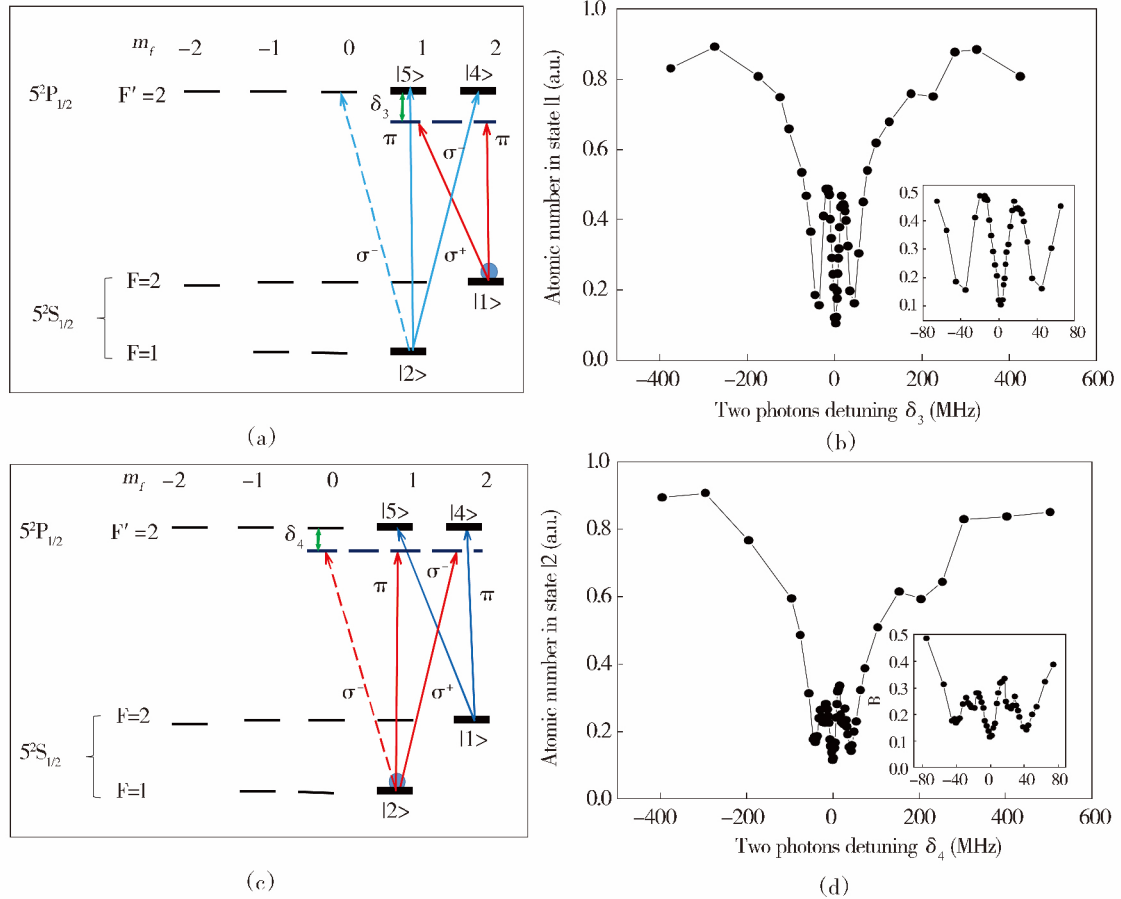 m_f −2 −1 0 1 2
|5> |4>
5²P₁/₂ F′=2
δ₃
π σ⁻ π
σ⁻ σ⁺
F=2
|1>
5²S₁/₂
F=1
|2>
(a)
Atomic number in state |1 (a.u.)
1.0
0.8
0.6
0.4
0.2
0.0
−400 −200 0 200 400 600
Two photons detuning δ₃ (MHz)
0.5
0.4
0.3
0.2
0.1
−80 −40 0 40 80
(b)
m_f −2 −1 0 1 2
|5> |4>
5²P₁/₂ F′=2
δ₄
σ⁻
π π
σ⁻ σ⁺
F=2
|1>
5²S₁/₂
F=1
|2>
(c)
Atomic number in state |2 (a.u.)
1.0
0.8
0.6
0.4
0.2
0.0
−400 −200 0 200 400 600
Two photons detuning δ₄ (MHz)
B
0.5
0.4
0.3
0.2
0.1
0.0
−80 −40 0 40 80
(d)